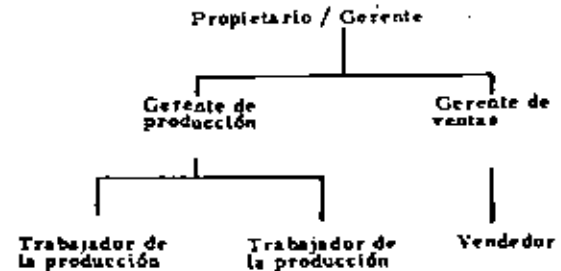 Propietario / Gerente
Gerente de
producción
Gerente de
ventas
Trabajador de
la producción
Trabajador de
la producción
Vendedor